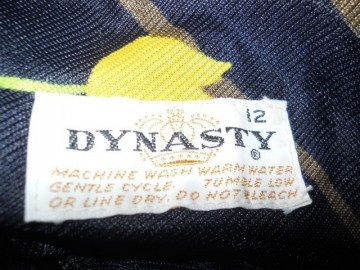 12
DYNASTY®
MACHINE WASH WARM WATER
GENTLE CYCLE. TUMBLE LOW
OR LINE DRY. DO NOT BLEACH